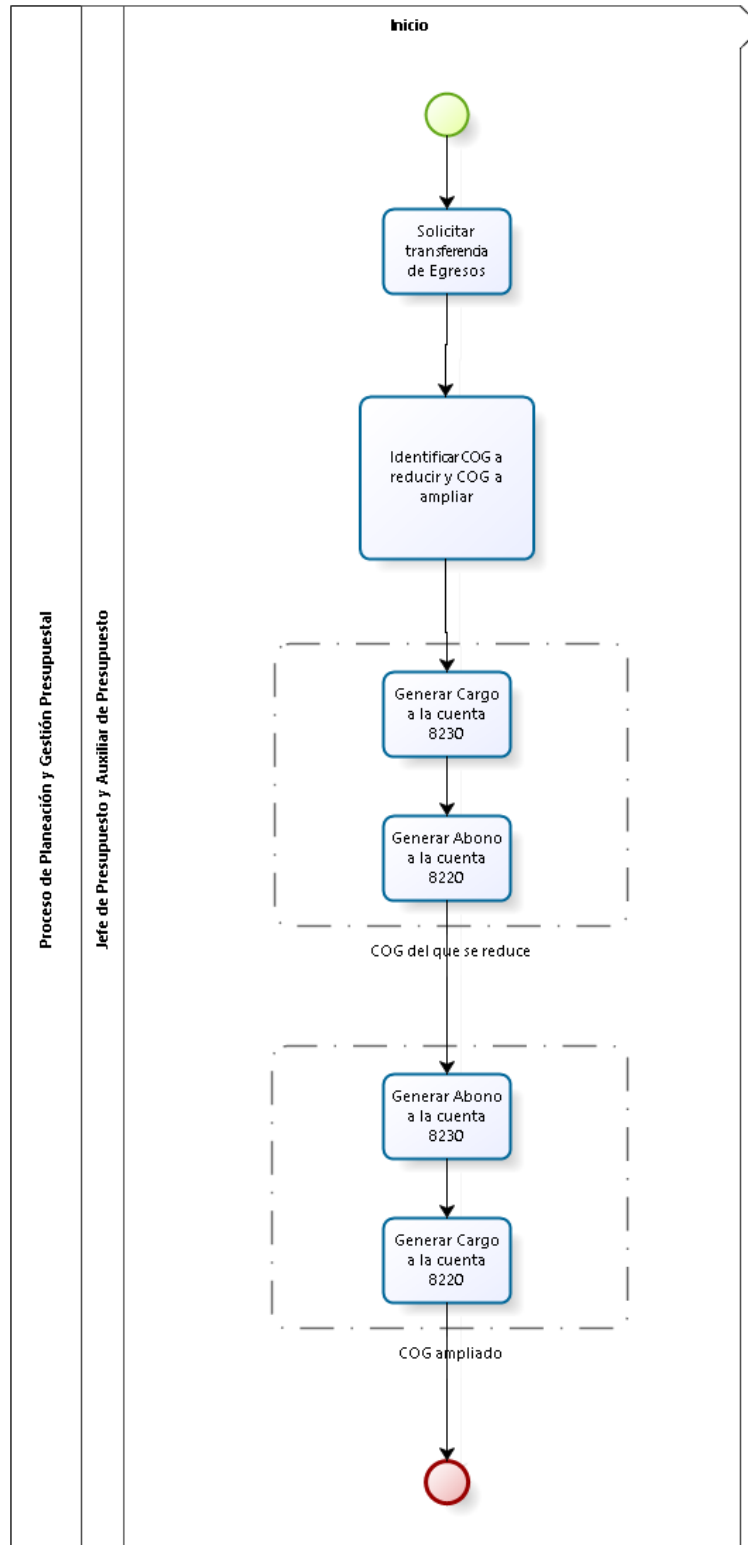 Inicio
Proceso de Planeación y Gestión Presupuestal
Jefe de Presupuesto y Auxiliar de Presupuesto
Solicitar
transferencia
de Egresos
Identificar COG a
reducir y COG a
ampliar
Generar Cargo
a la cuenta
8230
Generar Abono
a la cuenta
8220
COG del que se reduce
Generar Abono
a la cuenta
8230
Generar Cargo
a la cuenta
8220
COG ampliado